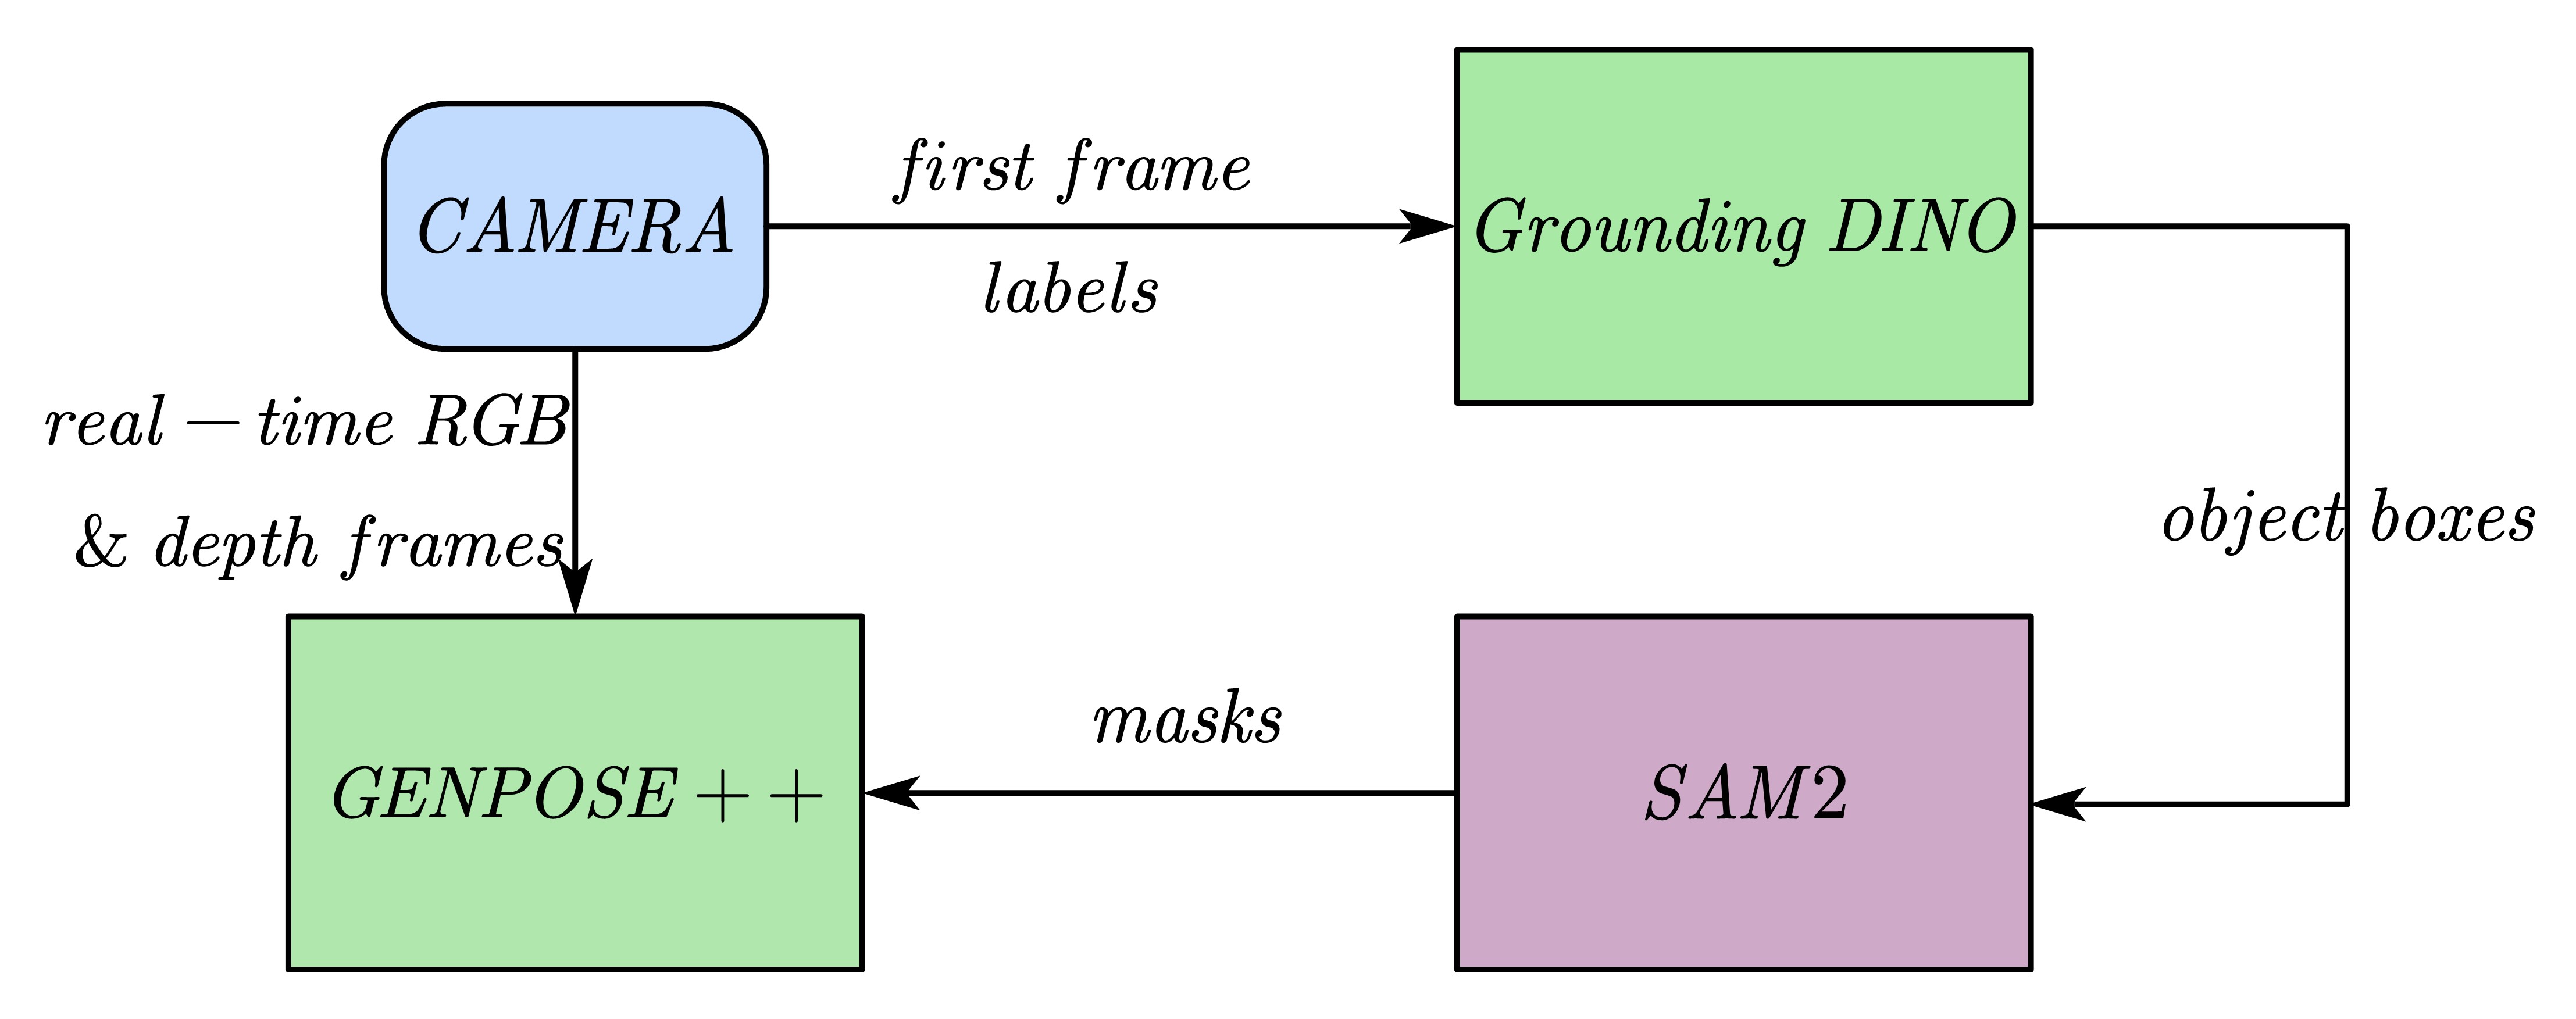 CAMERA
first frame
labels
Grounding DINO
real – time RGB
& depth frames
object boxes
GENPOSE + +
masks
SAM2